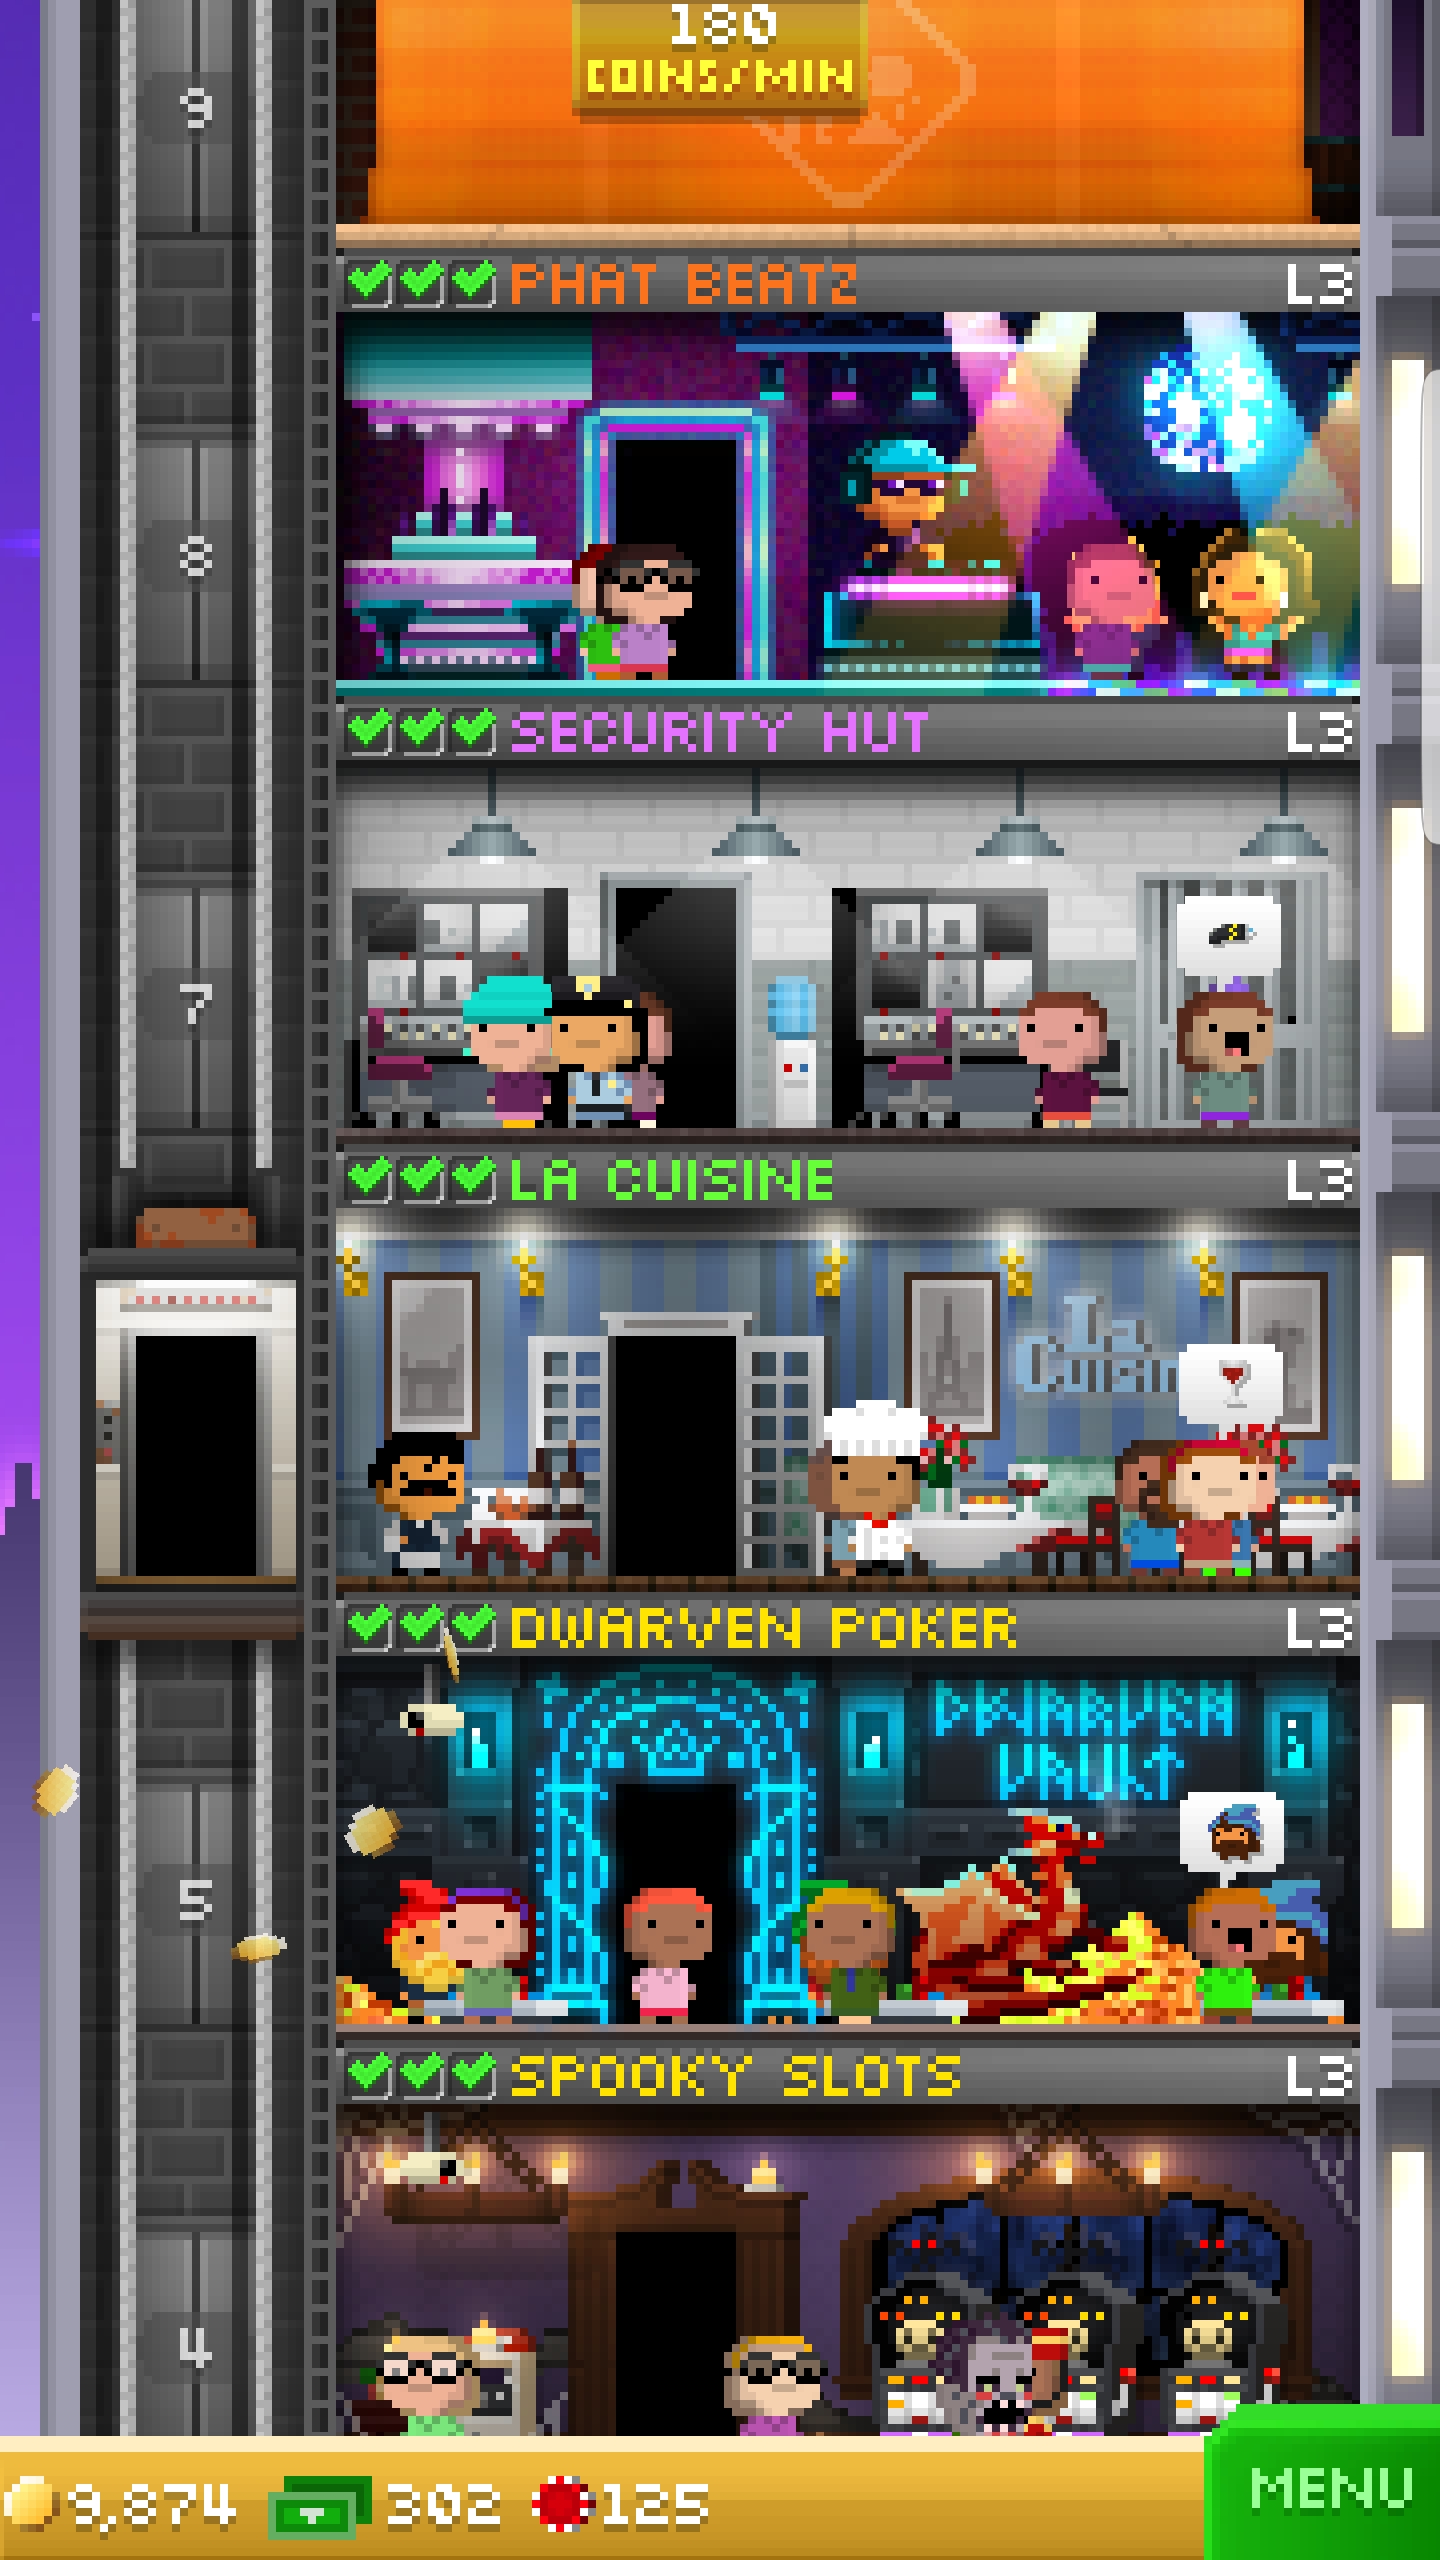 180
COINS/MIN
9
PHAT BEATZ L3
8
SECURITY HUT L3
7
LA CUISINE L3
La
Cuisin
DWARVEN POKER L3
DWARVEN
VAULT
5
SPOOKY SLOTS L3
4
9,874 302 125
MENU